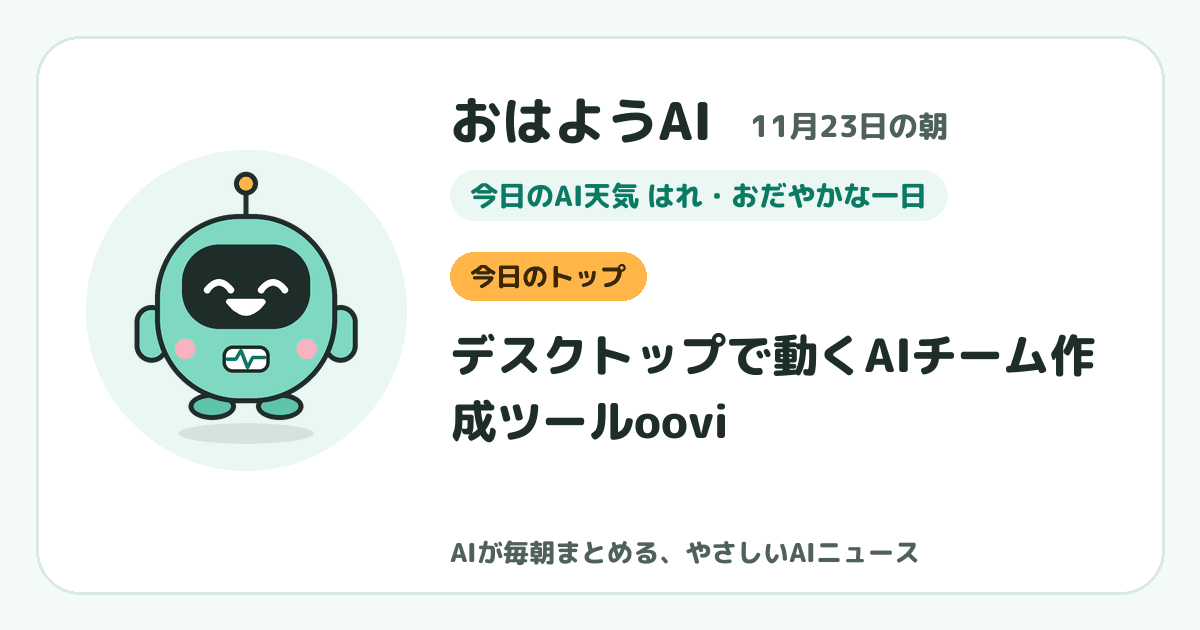 おはようAI 11月23日の朝
今日のAI天気 はれ・おだやかな一日
今日のトップ
デスクトップで動くAIチーム作
成ツールoovi
AIが毎朝まとめる、やさしいAIニュース